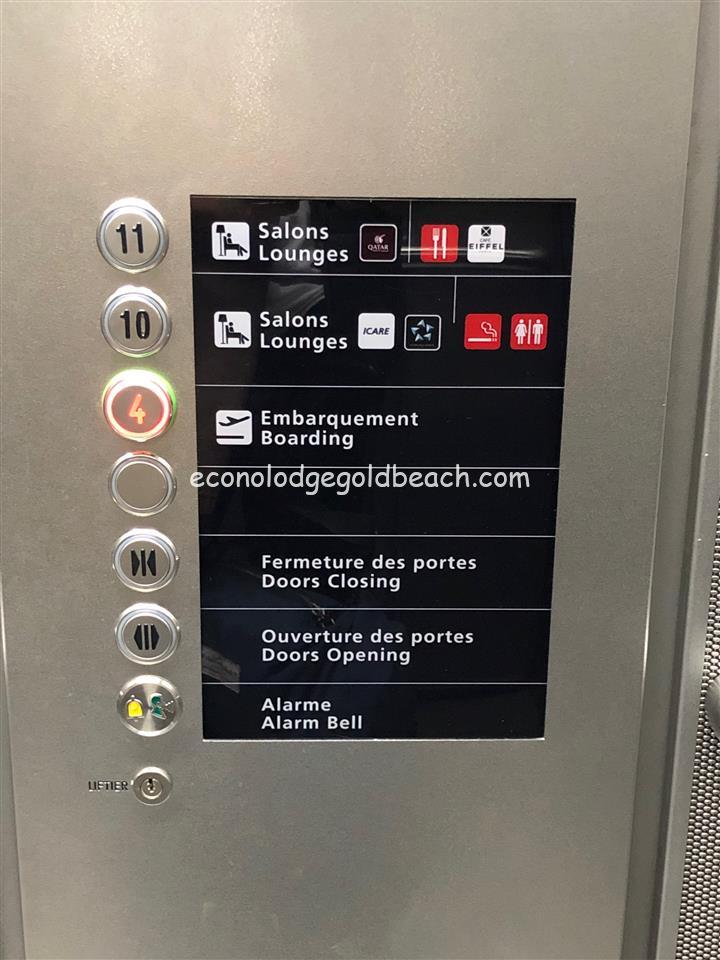 11
Salons
Lounges
QATAR
CAFÉ
EIFFEL
10
Salons
Lounges
ICARE
4
Embarquement
Boarding
econolodgegoldbeach.com
Fermeture des portes
Doors Closing
Ouverture des portes
Doors Opening
Alarme
Alarm Bell
LIFTIER